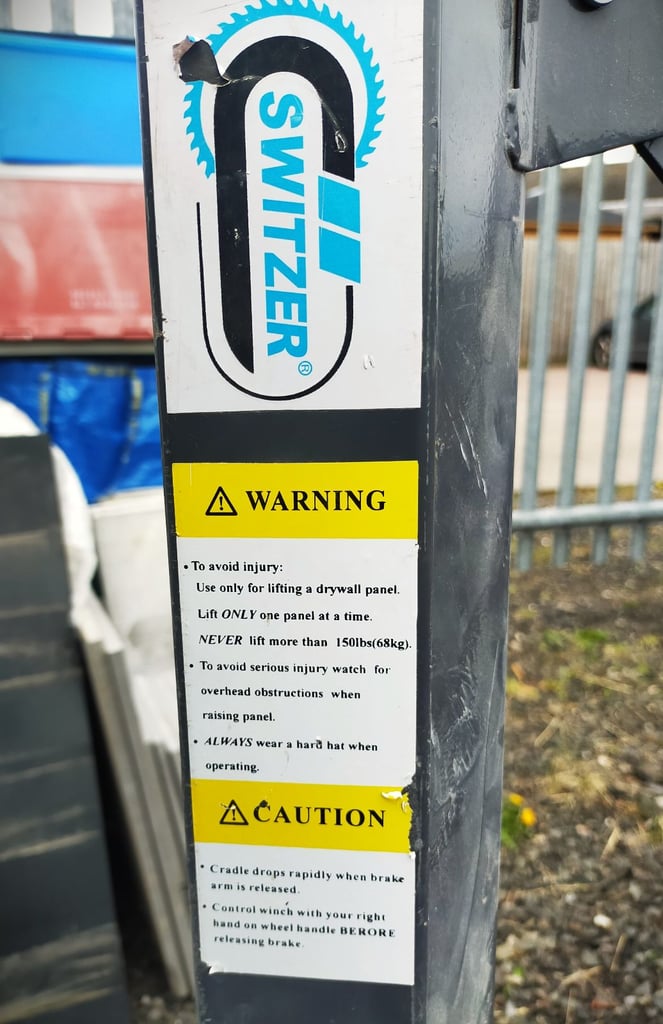 SWITZER®
⚠ WARNING
• To avoid injury:
Use only for lifting a drywall panel.
Lift ONLY one panel at a time.
NEVER lift more than 150lbs(68kg).
• To avoid serious injury watch for
overhead obstructions when
raising panel.
• ALWAYS wear a hard hat when
operating.
⚠ CAUTION
• Cradle drops rapidly when brake
arm is released.
• Control winch with your right
hand on wheel handle BERORE
releasing brake.